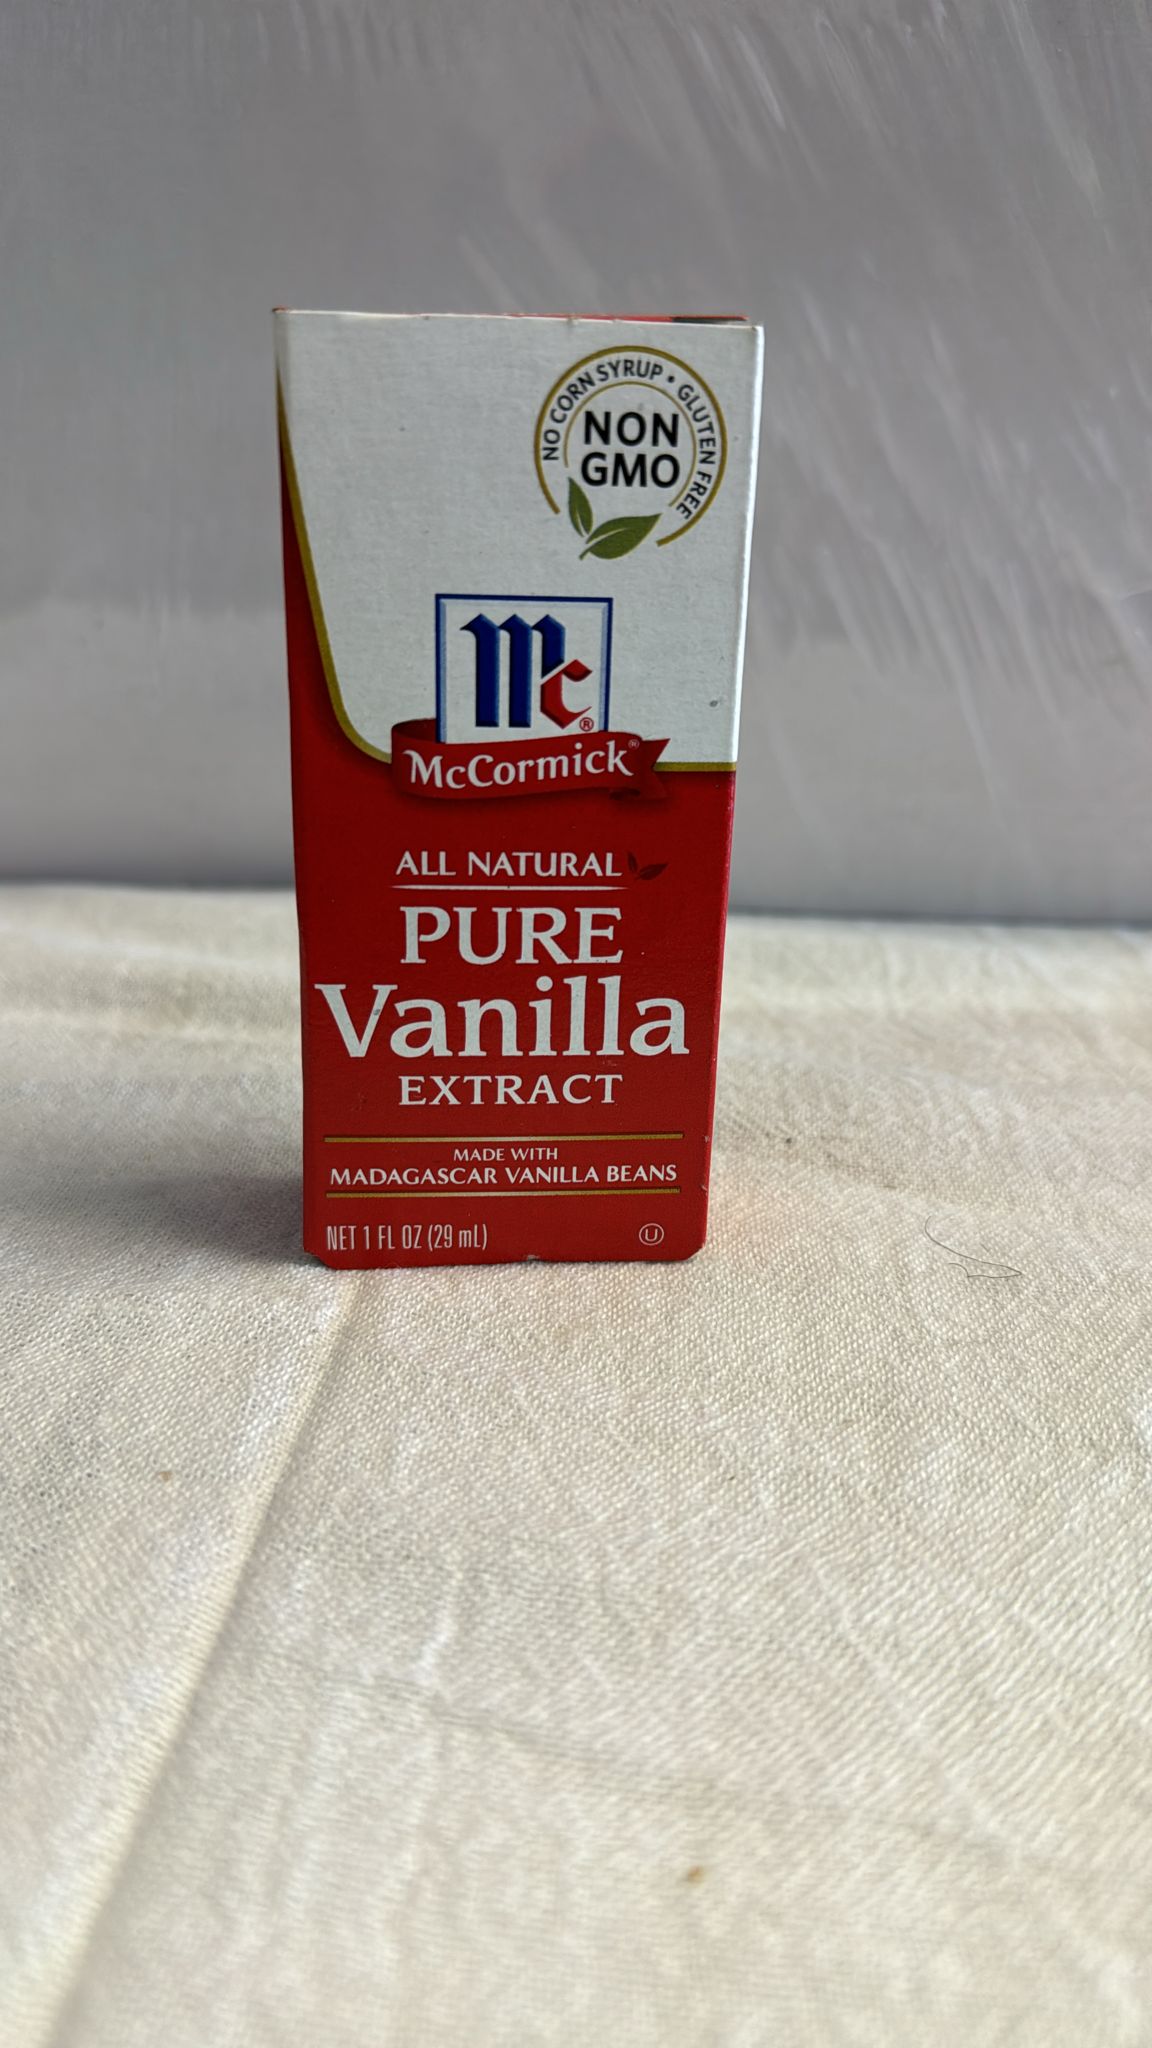 NO CORN SYRUP • GLUTEN FREE
NON
GMO
Mc®
McCormick®
ALL NATURAL
PURE
Vanilla
EXTRACT
MADE WITH
MADAGASCAR VANILLA BEANS
NET 1 FL OZ (29 mL)
U